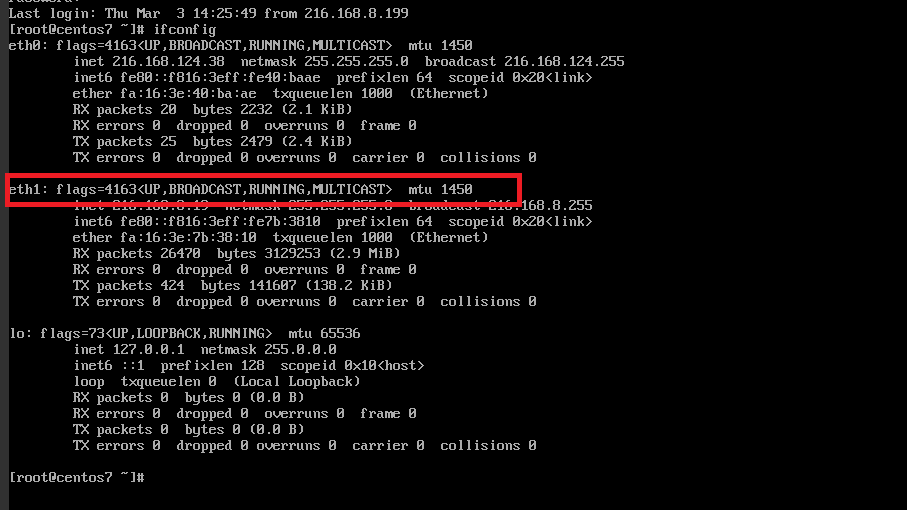 Last login: Thu Mar  3 14:25:49 from 216.168.8.199
[root@centos7 ~]# ifconfig
eth0: flags=4163<UP,BROADCAST,RUNNING,MULTICAST>  mtu 1450
        inet 216.168.124.38  netmask 255.255.255.0  broadcast 216.168.124.255
        inet6 fe80::f816:3eff:fe40:baae  prefixlen 64  scopeid 0x20<link>
        ether fa:16:3e:40:ba:ae  txqueuelen 1000  (Ethernet)
        RX packets 20  bytes 2232 (2.1 KiB)
        RX errors 0  dropped 0  overruns 0  frame 0
        TX packets 25  bytes 2479 (2.4 KiB)
        TX errors 0  dropped 0 overruns 0  carrier 0  collisions 0
eth1: flags=4163<UP,BROADCAST,RUNNING,MULTICAST>  mtu 1450
        inet 216.168.8.19  netmask 255.255.255.0  broadcast 216.168.8.255
        inet6 fe80::f816:3eff:fe7b:3810  prefixlen 64  scopeid 0x20<link>
        ether fa:16:3e:7b:38:10  txqueuelen 1000  (Ethernet)
        RX packets 26470  bytes 3129253 (2.9 MiB)
        RX errors 0  dropped 0  overruns 0  frame 0
        TX packets 424  bytes 141607 (138.2 KiB)
        TX errors 0  dropped 0 overruns 0  carrier 0  collisions 0
lo: flags=73<UP,LOOPBACK,RUNNING>  mtu 65536
        inet 127.0.0.1  netmask 255.0.0.0
        inet6 ::1  prefixlen 128  scopeid 0x10<host>
        loop  txqueuelen 0  (Local Loopback)
        RX packets 0  bytes 0 (0.0 B)
        RX errors 0  dropped 0  overruns 0  frame 0
        TX packets 0  bytes 0 (0.0 B)
        TX errors 0  dropped 0 overruns 0  carrier 0  collisions 0
[root@centos7 ~]#